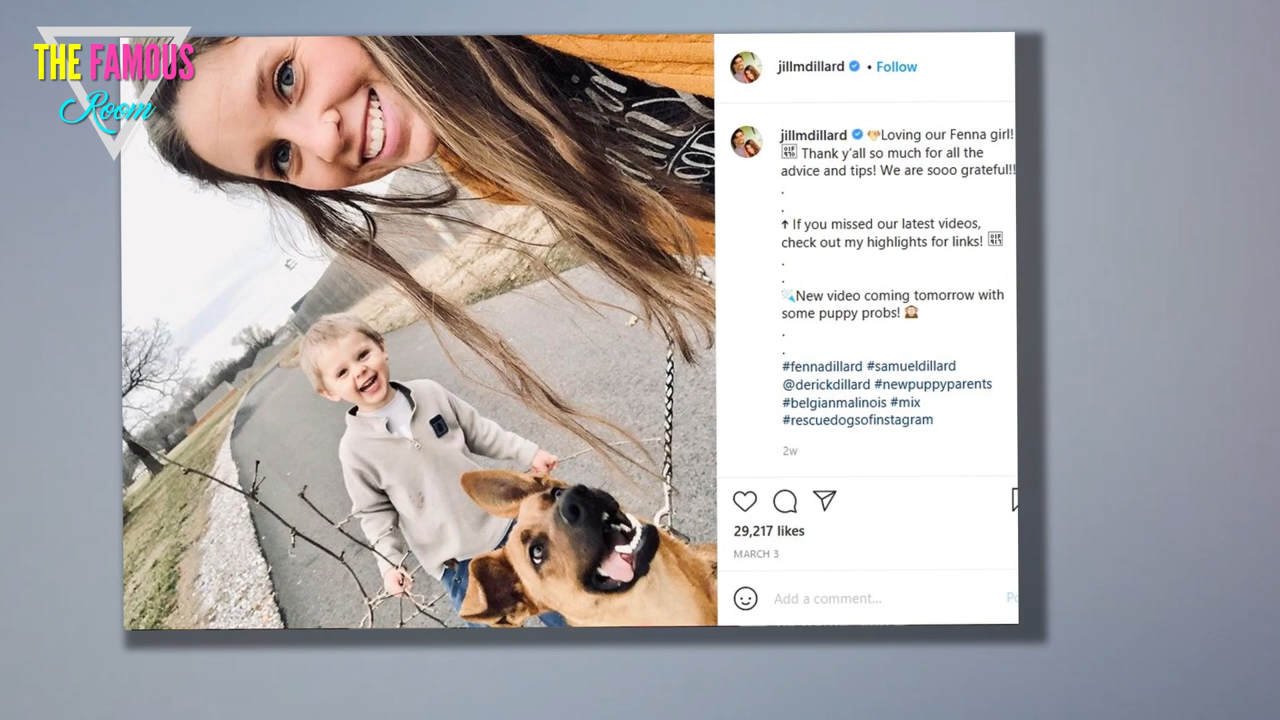 THE FAMOUS
Room
jillmdillard • Follow
jillmdillard Loving our Fenna girl!
Thank y'all so much for all the
advice and tips! We are sooo grateful!!
.
.
↑ If you missed our latest videos,
check out my highlights for links!
.
.
New video coming tomorrow with
some puppy probs! 🙊
.
.
#fennadillard #samueldillard
@derickdillard #newpuppyparents
#belgianmalinois #mix
#rescuedogsofinstagram
2w
29,217 likes
MARCH 3
Add a comment...